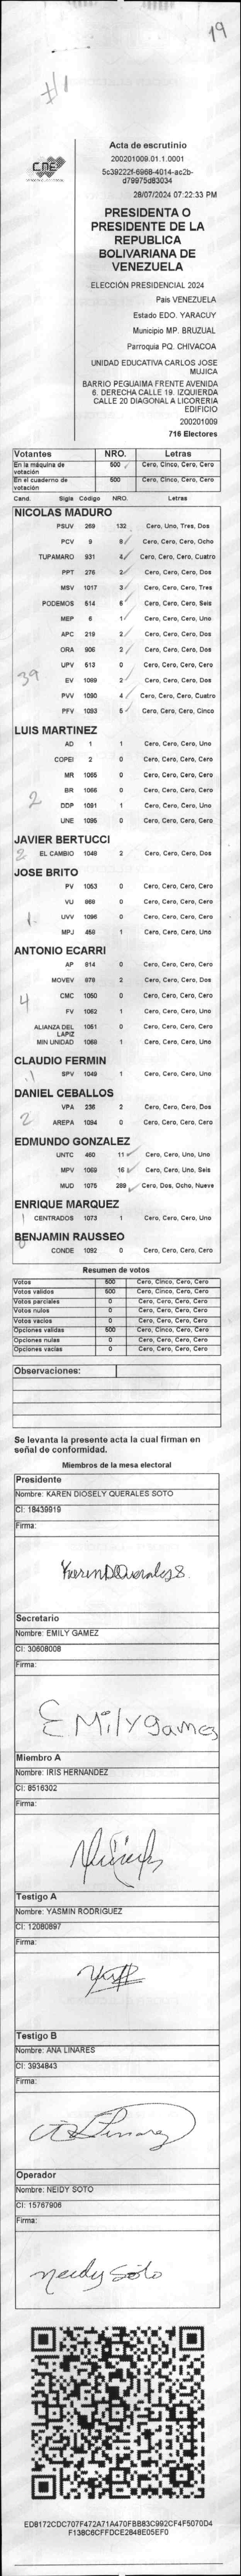 19
#1
CNE
Acta de escrutinio
200201009.01.1.0001
5c39222f-6968-4014-ac2b-
d79975d83034
28/07/2024 07:22:33 PM
PRESIDENTA O
PRESIDENTE DE LA
REPUBLICA
BOLIVARIANA DE
VENEZUELA
ELECCIÓN PRESIDENCIAL 2024
Pais VENEZUELA
Estado EDO. YARACUY
Municipio MP. BRUZUAL
Parroquia PQ. CHIVACOA
UNIDAD EDUCATIVA CARLOS JOSE
MUJICA
BARRIO PEGUAIMA FRENTE AVENIDA
6. DERECHA CALLE 19. IZQUIERDA
CALLE 20 DIAGONAL A LICORERIA
EDIFICIO
200201009
716 Electores
Votantes NRO. Letras
En la máquina de votación 500 Cero, Cinco, Cero, Cero
En el cuaderno de votación 500 Cero, Cinco, Cero, Cero
Cand. Sigla Código NRO. Letras
NICOLAS MADURO
PSUV 269 132 Cero, Uno, Tres, Dos
PCV 9 8 Cero, Cero, Cero, Ocho
TUPAMARO 931 4 Cero, Cero, Cero, Cuatro
PPT 276 2 Cero, Cero, Cero, Dos
MSV 1017 3 Cero, Cero, Cero, Tres
PODEMOS 514 6 Cero, Cero, Cero, Seis
MEP 6 1 Cero, Cero, Cero, Uno
APC 219 2 Cero, Cero, Cero, Dos
ORA 906 2 Cero, Cero, Cero, Dos
UPV 513 0 Cero, Cero, Cero, Cero
39 EV 1089 2 Cero, Cero, Cero, Dos
PVV 1090 4 Cero, Cero, Cero, Cuatro
PFV 1093 5 Cero, Cero, Cero, Cinco
LUIS MARTINEZ
AD 1 1 Cero, Cero, Cero, Uno
COPEI 2 0 Cero, Cero, Cero, Cero
MR 1065 0 Cero, Cero, Cero, Cero
BR 1066 0 Cero, Cero, Cero, Cero
2 DDP 1091 1 Cero, Cero, Cero, Uno
UNE 1095 0 Cero, Cero, Cero, Cero
JAVIER BERTUCCI
2 EL CAMBIO 1049 2 Cero, Cero, Cero, Dos
JOSE BRITO
PV 1053 0 Cero, Cero, Cero, Cero
VU 868 0 Cero, Cero, Cero, Cero
1 UVV 1096 0 Cero, Cero, Cero, Cero
MPJ 458 1 Cero, Cero, Cero, Uno
ANTONIO ECARRI
AP 814 0 Cero, Cero, Cero, Cero
MOVEV 878 2 Cero, Cero, Cero, Dos
4 CMC 1050 0 Cero, Cero, Cero, Cero
FV 1052 1 Cero, Cero, Cero, Uno
ALIANZA DEL LAPIZ 1051 0 Cero, Cero, Cero, Cero
MIN UNIDAD 1068 1 Cero, Cero, Cero, Uno
CLAUDIO FERMIN
1 SPV 1049 1 Cero, Cero, Cero, Uno
DANIEL CEBALLOS
VPA 236 2 Cero, Cero, Cero, Dos
2 AREPA 1094 0 Cero, Cero, Cero, Cero
EDMUNDO GONZALEZ
UNTC 460 11 Cero, Cero, Uno, Uno
MPV 1069 16 Cero, Cero, Uno, Seis
MUD 1075 289 Cero, Dos, Ocho, Nueve
ENRIQUE MARQUEZ
1 CENTRADOS 1073 1 Cero, Cero, Cero, Uno
BENJAMIN RAUSSEO
0 CONDE 1092 0 Cero, Cero, Cero, Cero
Resumen de votos
Votos 500 Cero, Cinco, Cero, Cero
Votos validos 500 Cero, Cinco, Cero, Cero
Votos parciales 0 Cero, Cero, Cero, Cero
Votos nulos 0 Cero, Cero, Cero, Cero
Votos vacios 0 Cero, Cero, Cero, Cero
Opciones validas 500 Cero, Cinco, Cero, Cero
Opciones nulas 0 Cero, Cero, Cero, Cero
Opciones vacias 0 Cero, Cero, Cero, Cero
Observaciones:
Se levanta la presente acta la cual firman en
señal de conformidad.
Miembros de la mesa electoral
Presidente
Nombre: KAREN DIOSELY QUERALES SOTO
CI: 18439919
Firma:
KarenDQuerales S.
Secretario
Nombre: EMILY GAMEZ
CI: 30608008
Firma:
EMily gamez
Miembro A
Nombre: IRIS HERNANDEZ
CI: 8516302
Firma:
Testigo A
Nombre: YASMIN RODRIGUEZ
CI: 12080897
Firma:
Testigo B
Nombre: ANA LINARES
CI: 3934843
Firma:
Operador
Nombre: NEIDY SOTO
CI: 15767906
Firma:
neidy Soto
ED8172CDC707F472A71A470FBB83C992CF4F5070D4
F138C6CFFDCE2848E05EF0